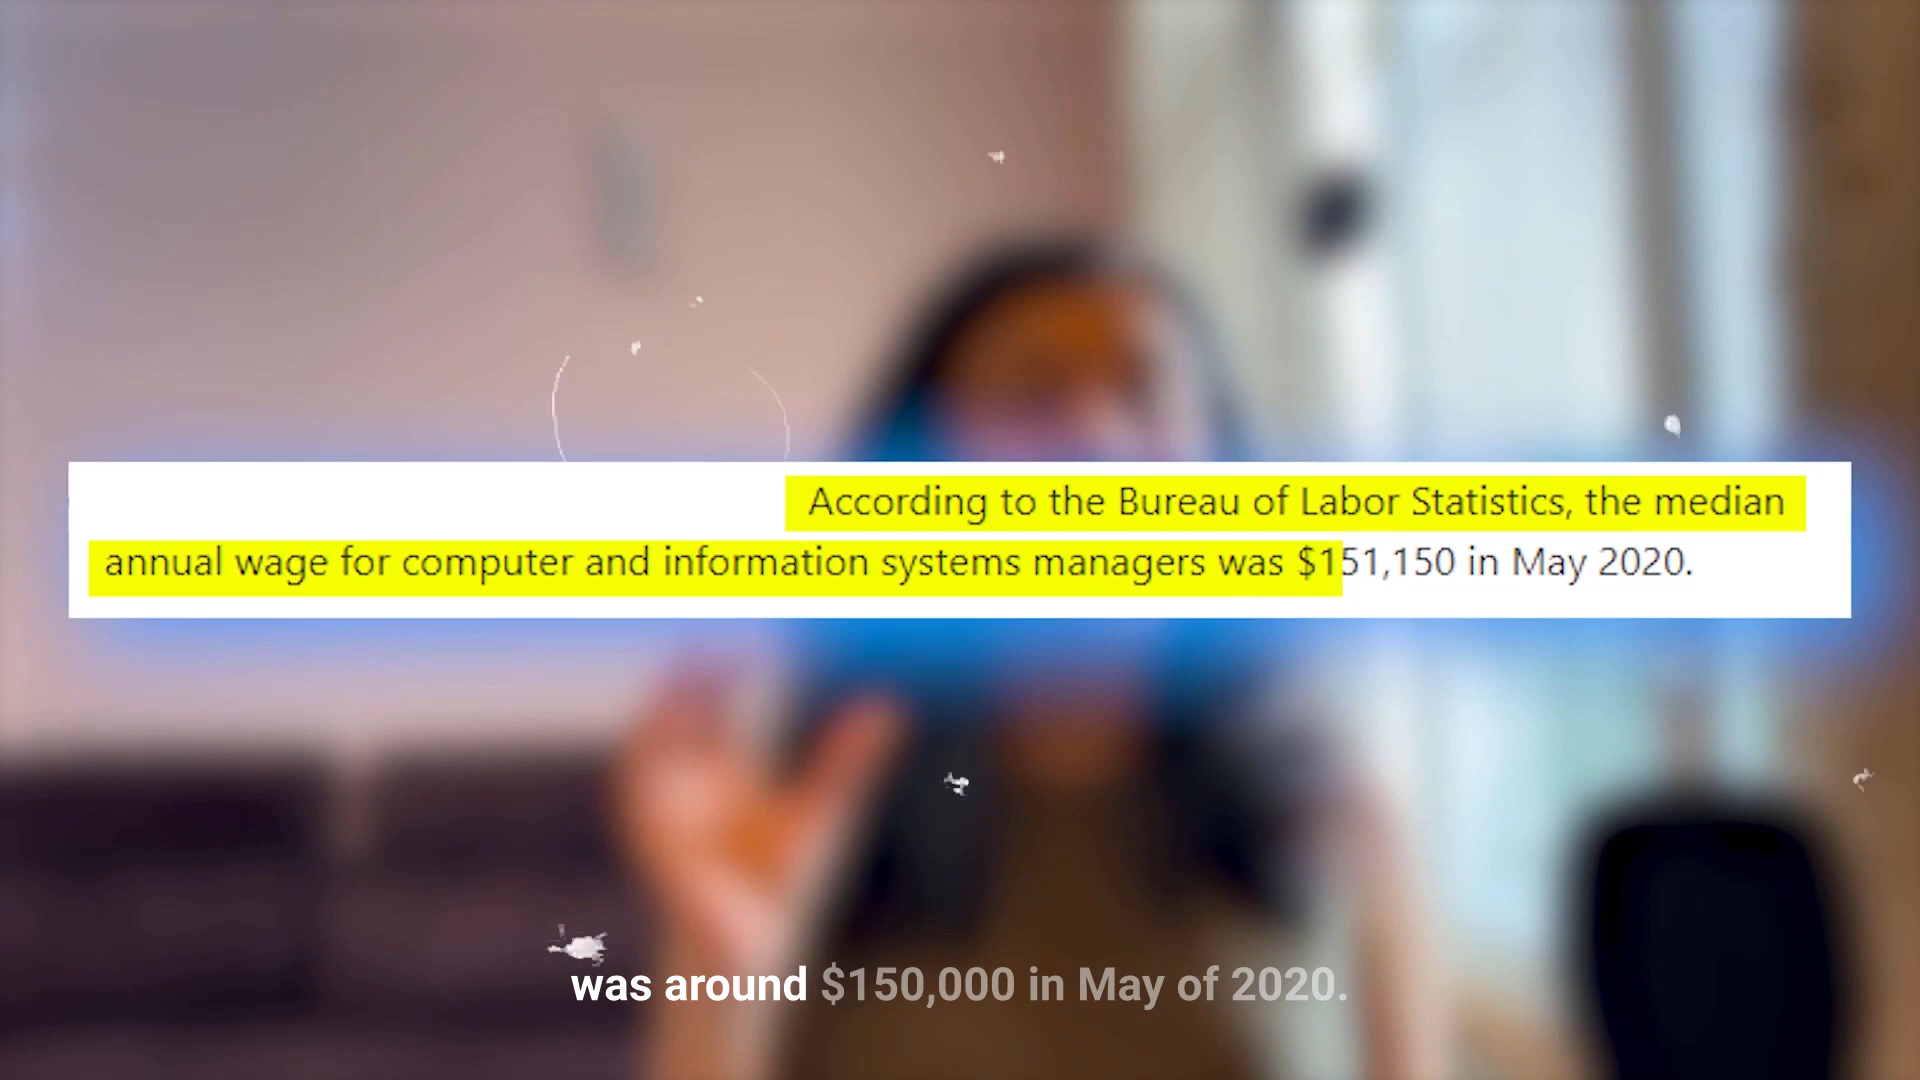 According to the Bureau of Labor Statistics, the median
annual wage for computer and information systems managers was $151,150 in May 2020.
was around $150,000 in May of 2020.